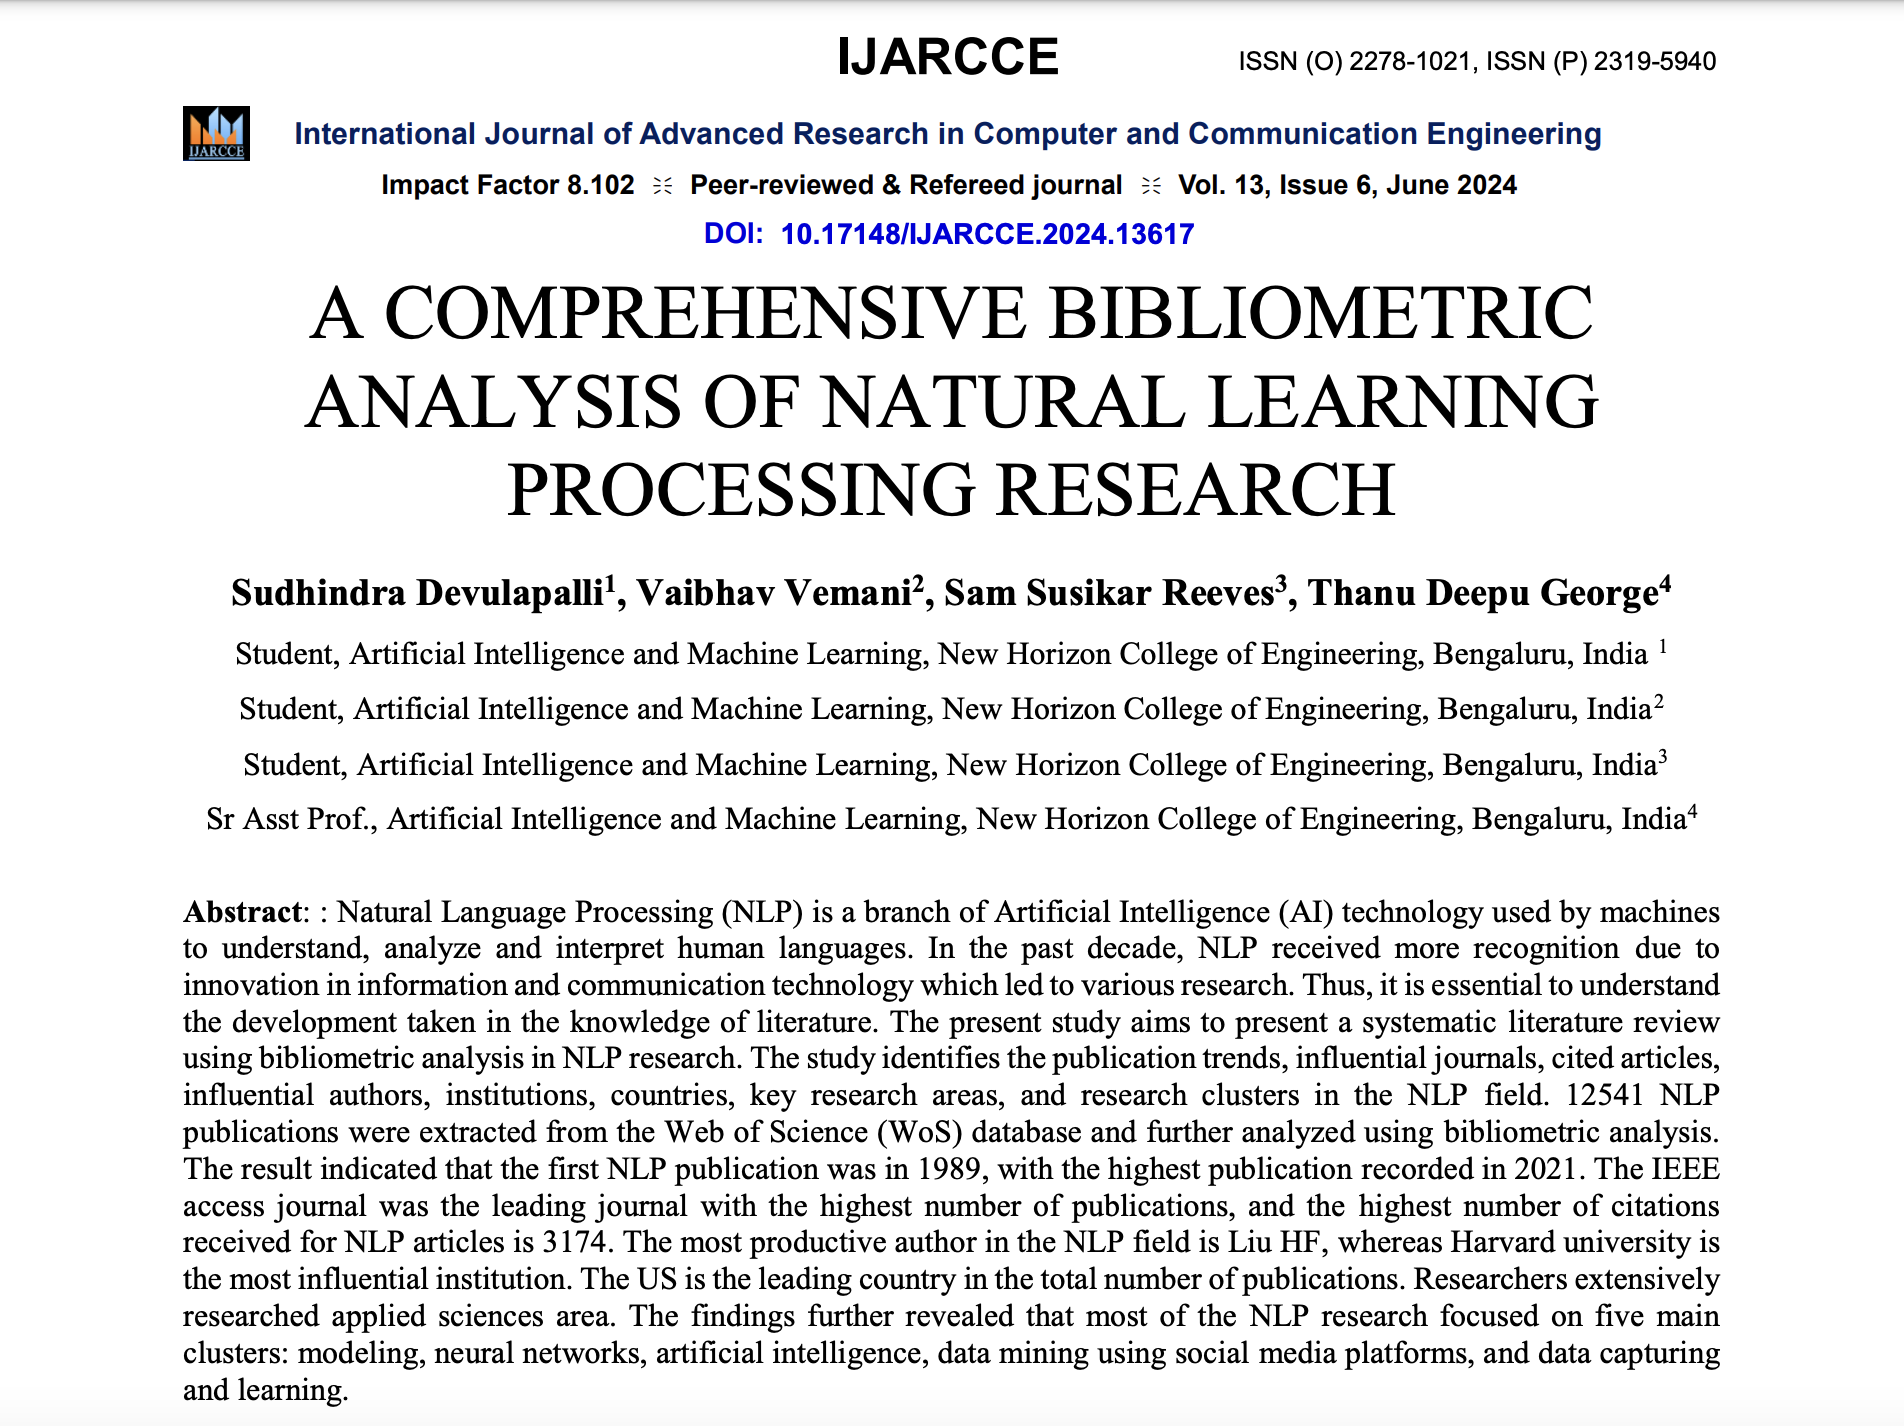 IJARCCE
ISSN (O) 2278-1021, ISSN (P) 2319-5940
IJARCCE
International Journal of Advanced Research in Computer and Communication Engineering
Impact Factor 8.102 Peer-reviewed & Refereed journal Vol. 13, Issue 6, June 2024
DOI: 10.17148/IJARCCE.2024.13617
A COMPREHENSIVE BIBLIOMETRIC
ANALYSIS OF NATURAL LEARNING
PROCESSING RESEARCH
Sudhindra Devulapalli¹, Vaibhav Vemani², Sam Susikar Reeves³, Thanu Deepu George⁴
Student, Artificial Intelligence and Machine Learning, New Horizon College of Engineering, Bengaluru, India ¹
Student, Artificial Intelligence and Machine Learning, New Horizon College of Engineering, Bengaluru, India²
Student, Artificial Intelligence and Machine Learning, New Horizon College of Engineering, Bengaluru, India³
Sr Asst Prof., Artificial Intelligence and Machine Learning, New Horizon College of Engineering, Bengaluru, India⁴
Abstract: : Natural Language Processing (NLP) is a branch of Artificial Intelligence (AI) technology used by machines
to understand, analyze and interpret human languages. In the past decade, NLP received more recognition due to
innovation in information and communication technology which led to various research. Thus, it is essential to understand
the development taken in the knowledge of literature. The present study aims to present a systematic literature review
using bibliometric analysis in NLP research. The study identifies the publication trends, influential journals, cited articles,
influential authors, institutions, countries, key research areas, and research clusters in the NLP field. 12541 NLP
publications were extracted from the Web of Science (WoS) database and further analyzed using bibliometric analysis.
The result indicated that the first NLP publication was in 1989, with the highest publication recorded in 2021. The IEEE
access journal was the leading journal with the highest number of publications, and the highest number of citations
received for NLP articles is 3174. The most productive author in the NLP field is Liu HF, whereas Harvard university is
the most influential institution. The US is the leading country in the total number of publications. Researchers extensively
researched applied sciences area. The findings further revealed that most of the NLP research focused on five main
clusters: modeling, neural networks, artificial intelligence, data mining using social media platforms, and data capturing
and learning.